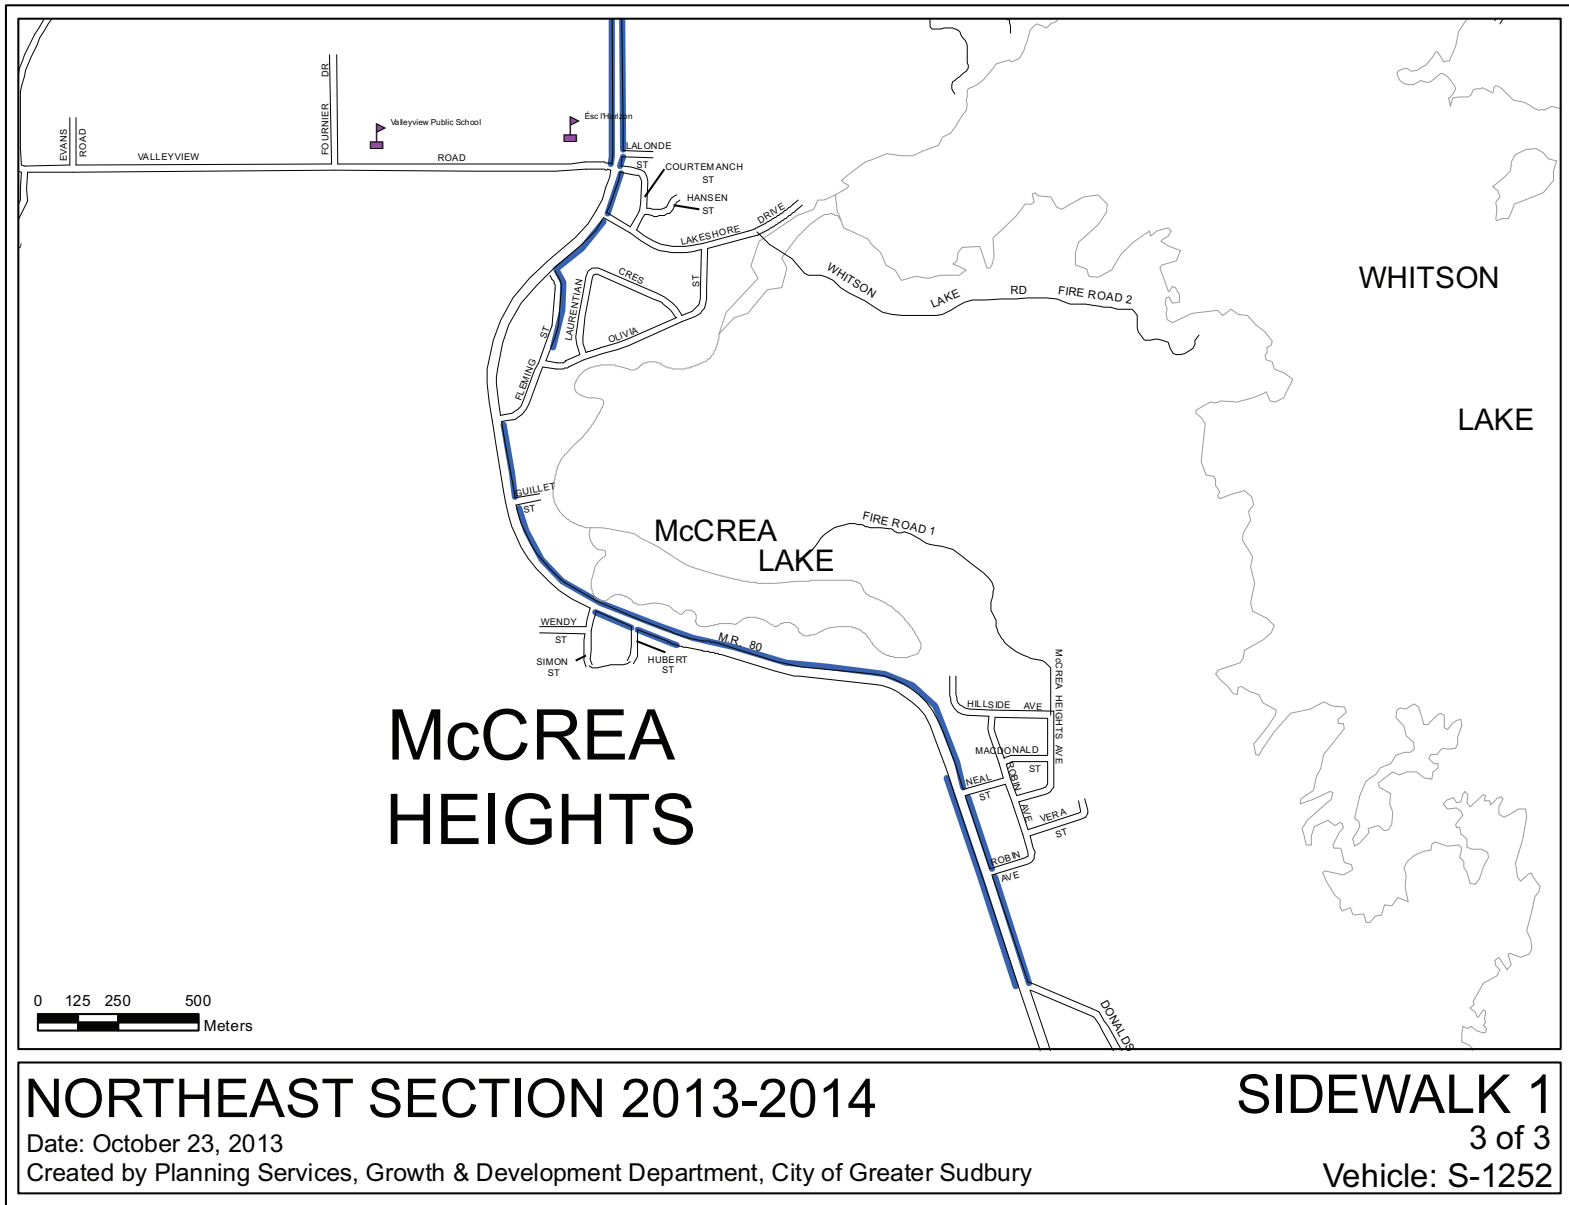 EVANS
ROAD
VALLEYVIEW
ROAD
FOURNIER
DR
Valleyview Public School
Ésc l'Horizon
LALONDE
ST
COURTEMANCH
ST
HANSEN
ST
LAKESHORE
DRIVE
WHITSON
LAKE
RD
FIRE ROAD 2
WHITSON
LAKE
CRES
LAURENTIAN
OLIVIA
ST
FLEMING
ST
GUILLET
ST
McCREA
LAKE
FIRE ROAD 1
WENDY
ST
SIMON
ST
HUBERT
ST
M.R. 80
McCREA
HEIGHTS
McCREA HEIGHTS AVE
HILLSIDE AVE
MACDONALD
ST
ROBIN
AVE
NEAL
ST
VERA
ST
ROBIN
AVE
DONALDS
0 125 250 500
Meters
NORTHEAST SECTION 2013-2014
Date: October 23, 2013
Created by Planning Services, Growth & Development Department, City of Greater Sudbury
SIDEWALK 1
3 of 3
Vehicle: S-1252